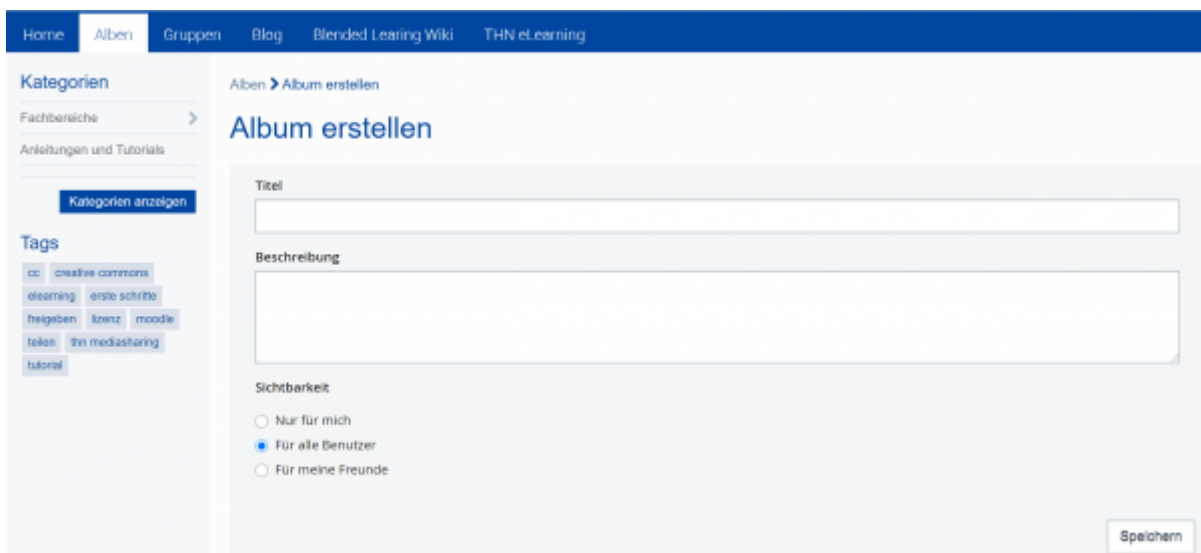 Home Alben Gruppen Blog Blended Learing Wiki THN eLearning
Kategorien
Fachbereiche
Anleitungen und Tutorials
Kategorien anzeigen
Tags
cc creative commons
elearning erste schritte
freigeben lizenz moodle
teilen thn mediasharing
tutorial
Alben > Album erstellen
Album erstellen
Titel
Beschreibung
Sichtbarkeit
Nur für mich
Für alle Benutzer
Für meine Freunde
Speichern